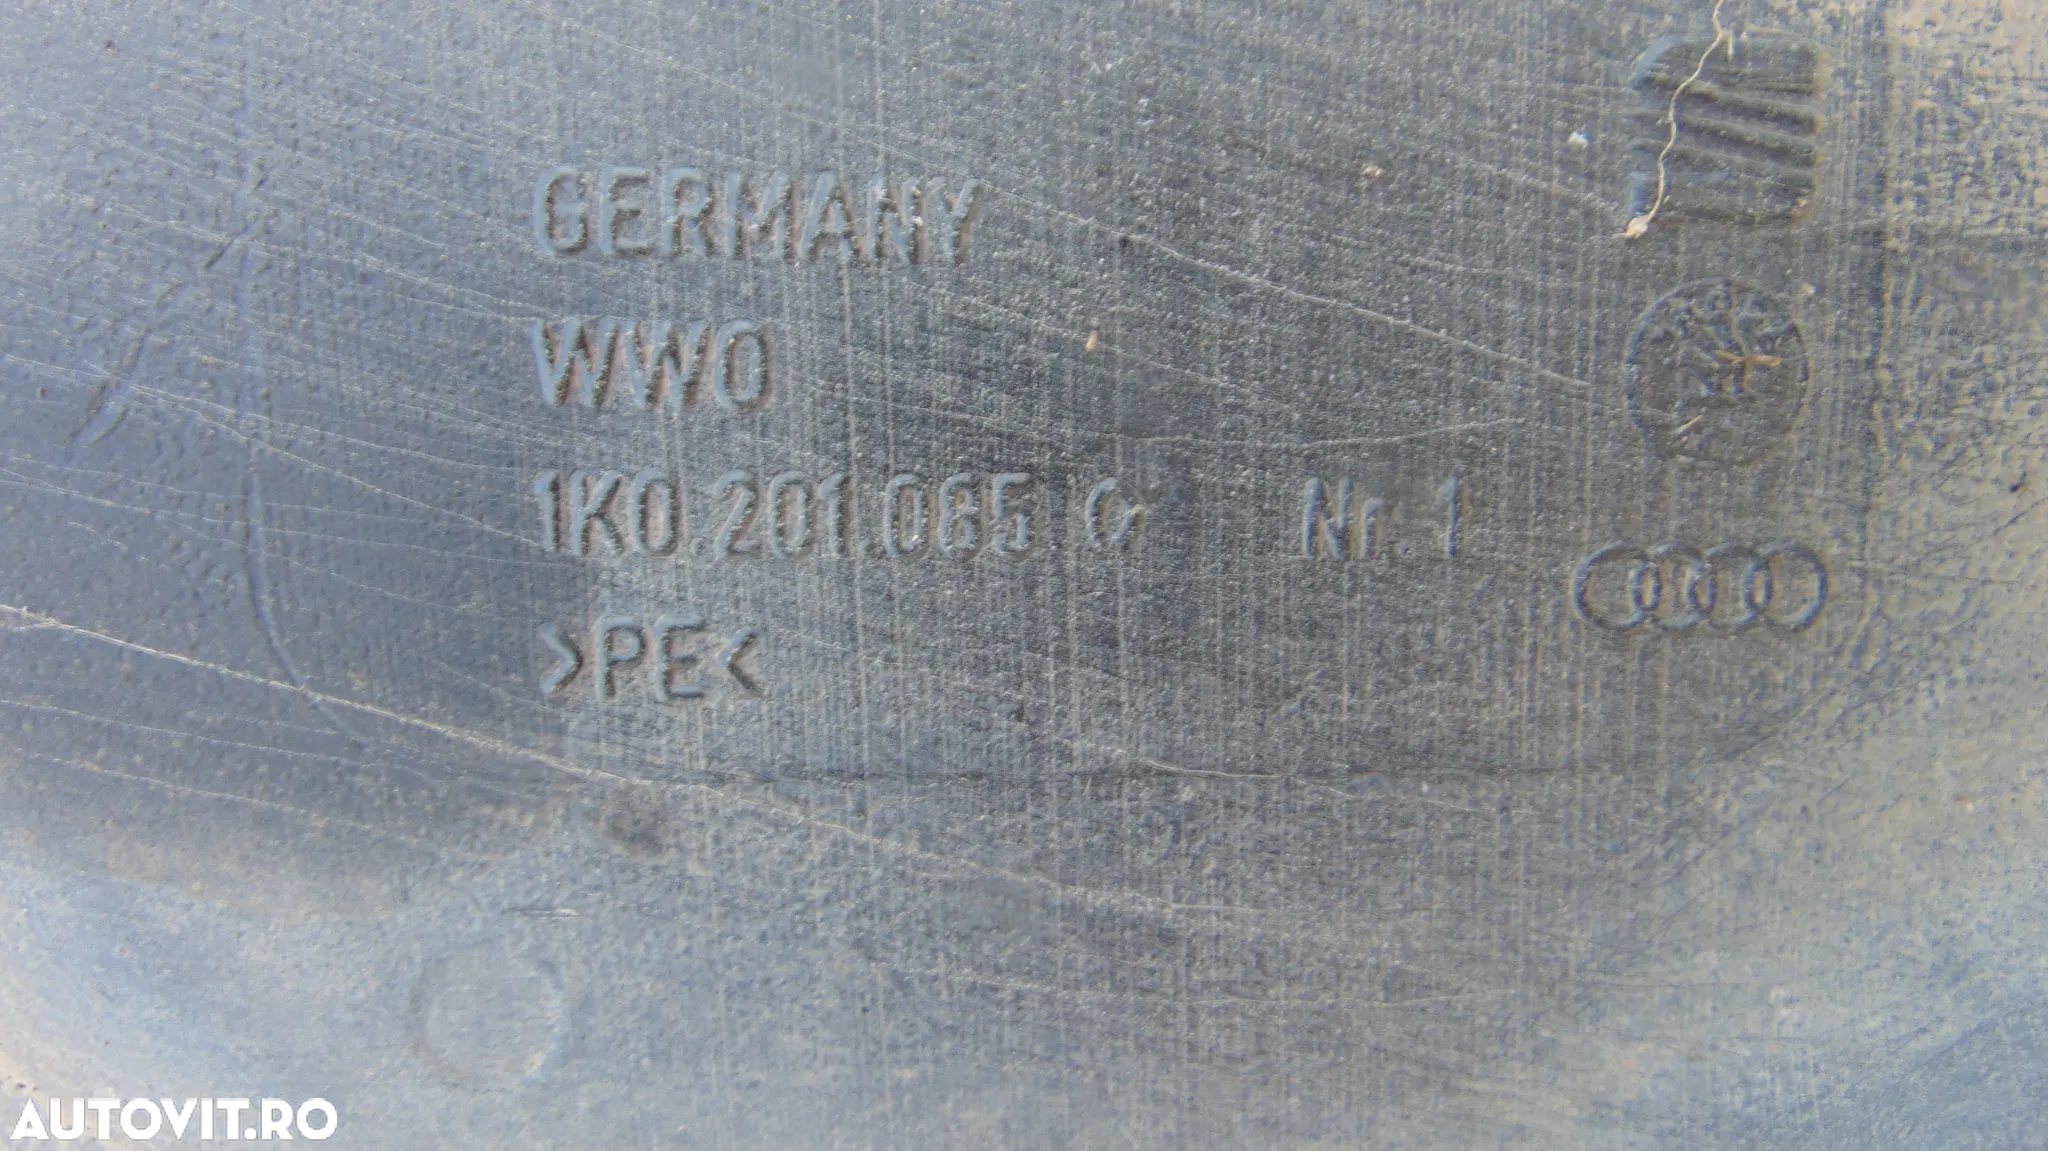 GERMANY
WWO
1K0.201.085 Nr. 1
>PE<
AUTOVIT.RO